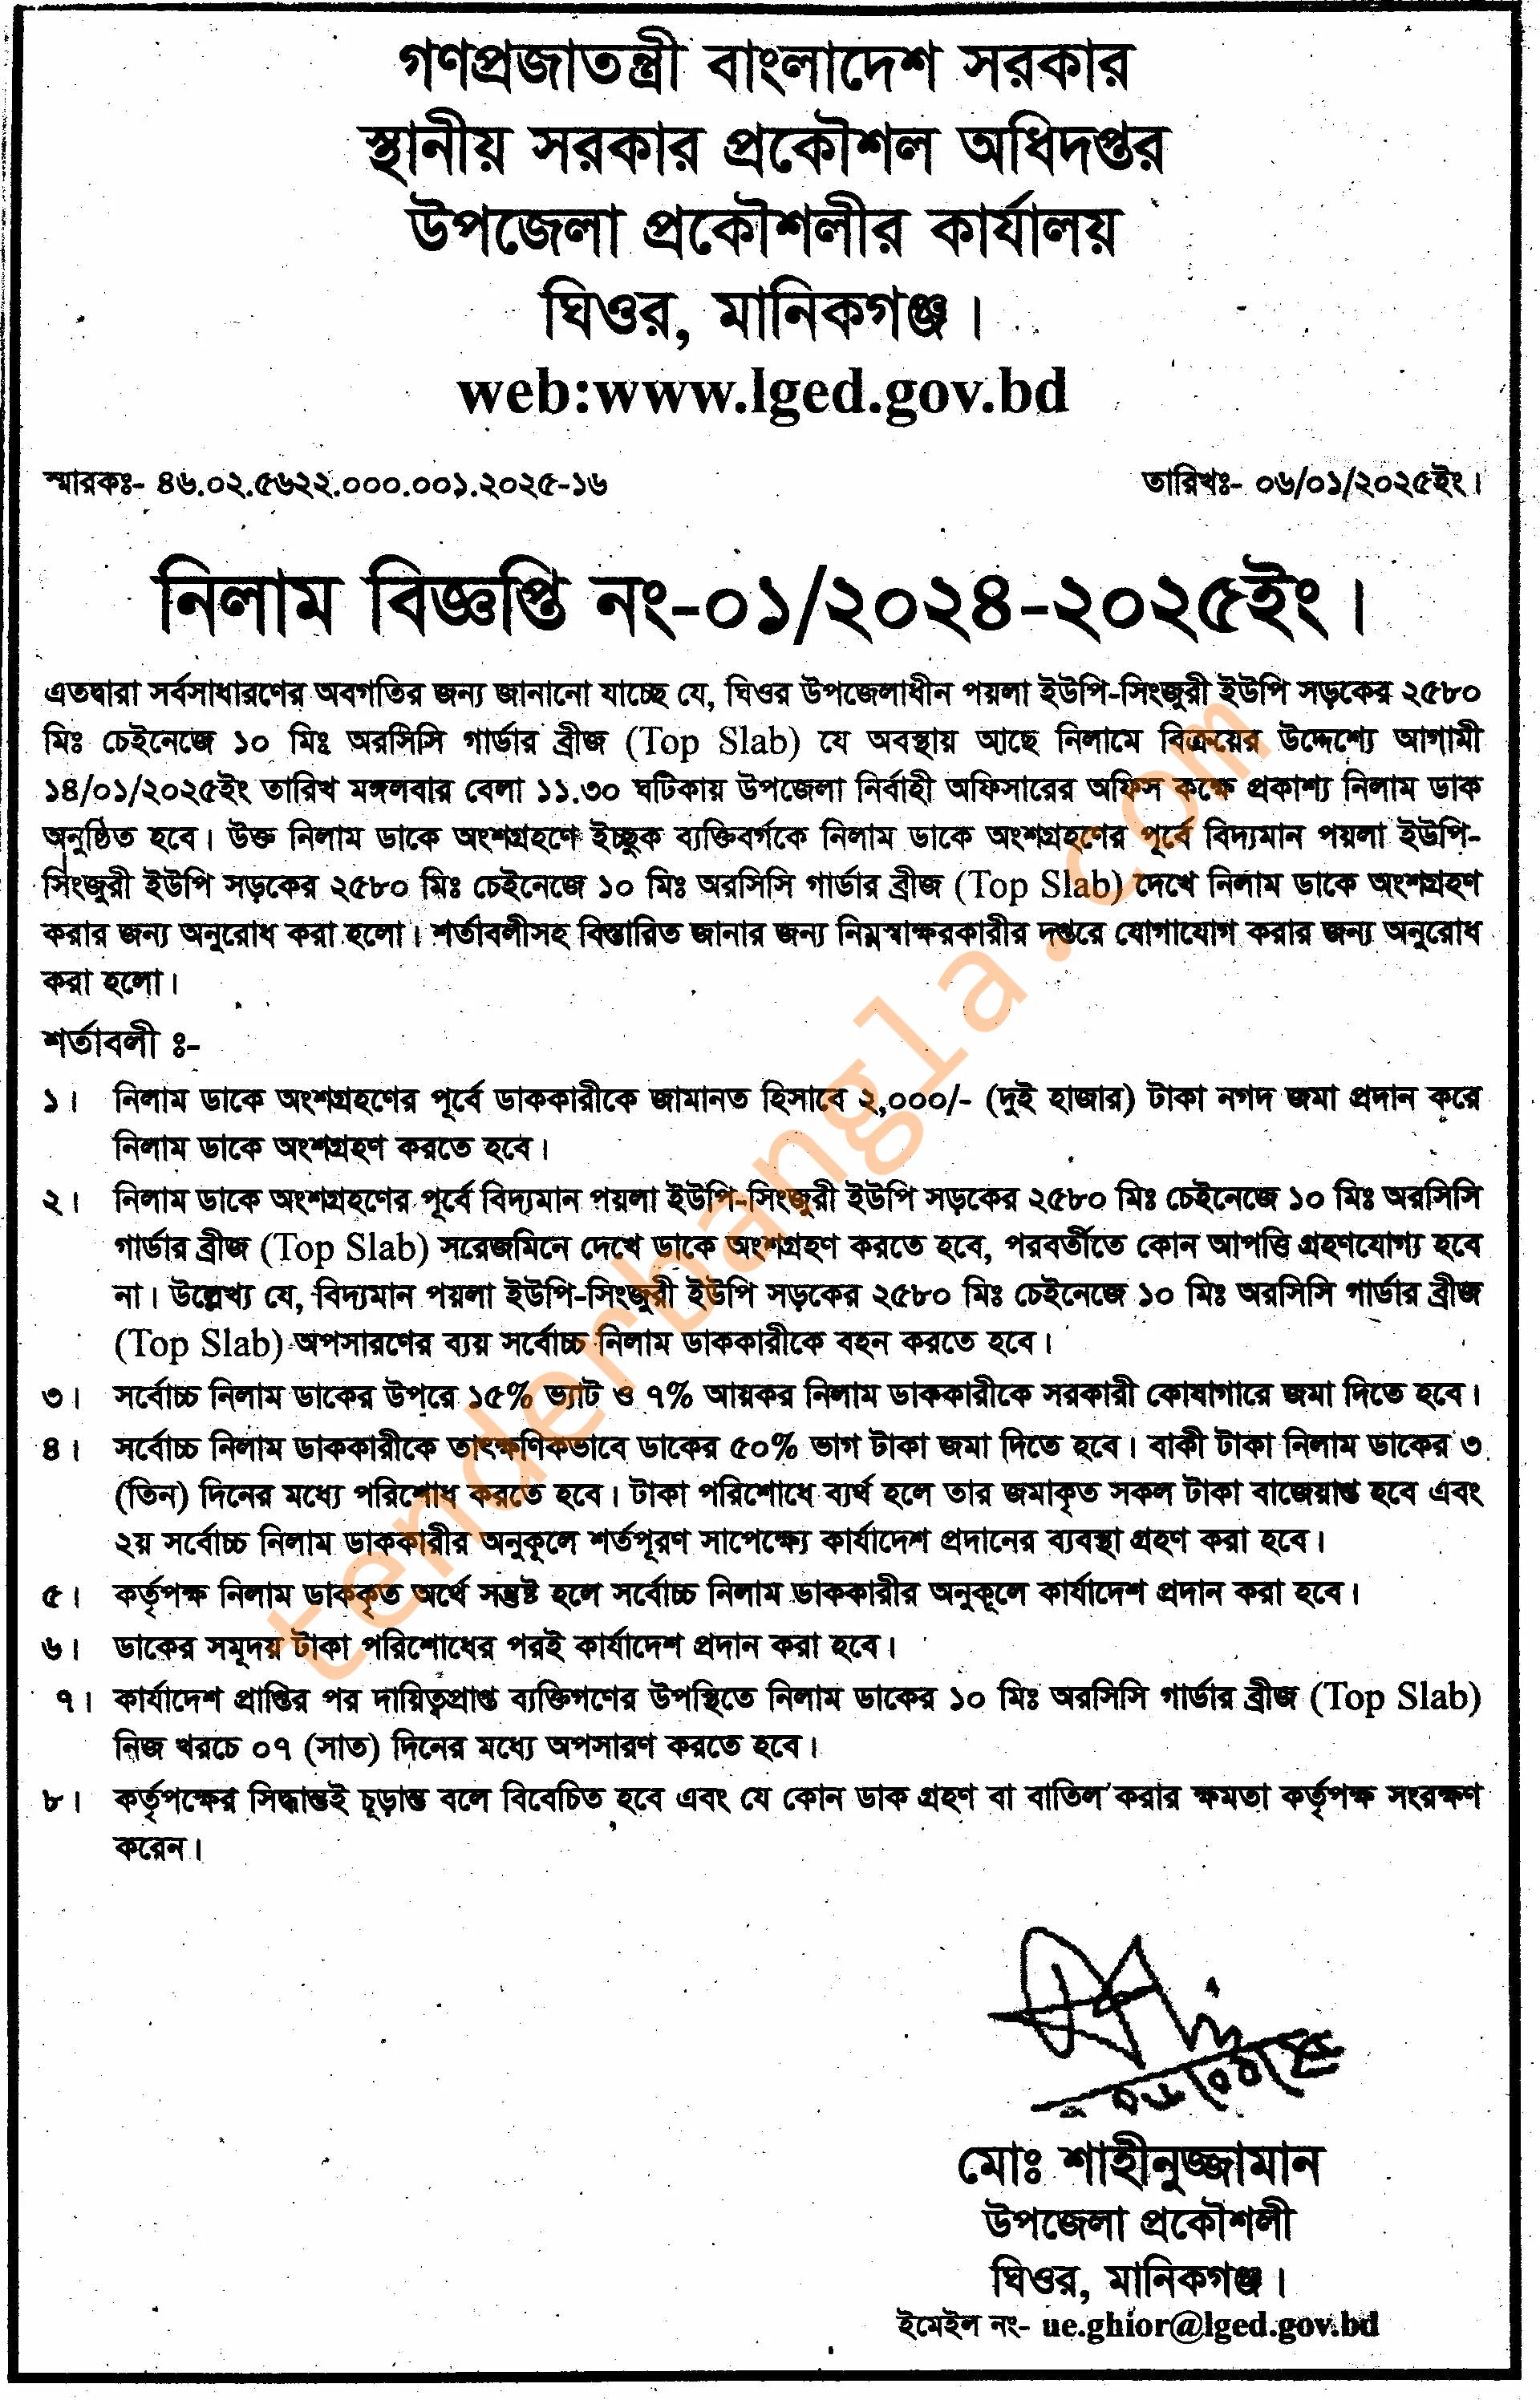 গণপ্রজাতন্ত্রী বাংলাদেশ সরকার
স্থানীয় সরকার প্রকৌশল অধিদপ্তর
উপজেলা প্রকৌশলীর কার্যালয়
ঘিওর, মানিকগঞ্জ।
web:www.lged.gov.bd
স্মারকঃ- ৪৬.০২.৫৬২২.০০০.০০১.২০২৫-১৬
তারিখঃ- ০৬/০১/২০২৫ইং।
নিলাম বিজ্ঞপ্তি নং-০১/২০২৪-২০২৫ইং।
এতদ্বারা সর্বসাধারণের অবগতির জন্য জানানো যাচ্ছে যে, ঘিওর উপজেলাধীন পয়লা ইউপি-সিংজুরী ইউপি সড়কের ২৫৮০
মিঃ চেইনেজে ১০ মিঃ অরসিসি গার্ডার ব্রীজ (Top Slab) যে অবস্থায় আছে নিলামে বিক্রয়ের উদ্দেশ্যে আগামী
১৪/০১/২০২৫ইং তারিখ মঙ্গলবার বেলা ১১.৩০ ঘটিকায় উপজেলা নির্বাহী অফিসারের অফিস কক্ষে প্রকাশ্য নিলাম ডাক
অনুষ্ঠিত হবে। উক্ত নিলাম ডাকে অংশগ্রহণে ইচ্ছুক ব্যক্তিবর্গকে নিলাম ডাকে অংশগ্রহণের পূর্বে বিদ্যমান পয়লা ইউপি-
সিংজুরী ইউপি সড়কের ২৫৮০ মিঃ চেইনেজে ১০ মিঃ অরসিসি গার্ডার ব্রীজ (Top Slab) দেখে নিলাম ডাকে অংশগ্রহণ
করার জন্য অনুরোধ করা হলো। শর্তাবলীসহ বিস্তারিত জানার জন্য নিম্নস্বাক্ষরকারীর দপ্তরে যোগাযোগ করার জন্য অনুরোধ
করা হলো।
শর্তাবলী ঃ-
১। নিলাম ডাকে অংশগ্রহণের পূর্বে ডাককারীকে জামানত হিসাবে ২,০০০/- (দুই হাজার) টাকা নগদ জমা প্রদান করে
নিলাম ডাকে অংশগ্রহণ করতে হবে।
২। নিলাম ডাকে অংশগ্রহণের পূর্বে বিদ্যমান পয়লা ইউপি-সিংজুরী ইউপি সড়কের ২৫৮০ মিঃ চেইনেজে ১০ মিঃ অরসিসি
গার্ডার ব্রীজ (Top Slab) সরেজমিনে দেখে ডাকে অংশগ্রহণ করতে হবে, পরবর্তীতে কোন আপত্তি গ্রহণযোগ্য হবে
না। উল্লেখ্য যে, বিদ্যমান পয়লা ইউপি-সিংজুরী ইউপি সড়কের ২৫৮০ মিঃ চেইনেজে ১০ মিঃ অরসিসি গার্ডার ব্রীজ
(Top Slab) অপসারণের ব্যয় সর্বোচ্চ নিলাম ডাককারীকে বহন করতে হবে।
৩। সর্বোচ্চ নিলাম ডাকের উপরে ১৫% ভ্যাট ও ৭% আয়কর নিলাম ডাককারীকে সরকারী কোষাগারে জমা দিতে হবে।
৪। সর্বোচ্চ নিলাম ডাককারীকে তাৎক্ষণিকভাবে ডাকের ৫০% ভাগ টাকা জমা দিতে হবে। বাকী টাকা নিলাম ডাকের ৩
(তিন) দিনের মধ্যে পরিশোধ করতে হবে। টাকা পরিশোধে ব্যর্থ হলে তার জমাকৃত সকল টাকা বাজেয়াপ্ত হবে এবং
২য় সর্বোচ্চ নিলাম ডাককারীর অনুকূলে শর্তপূরণ সাপেক্ষ্যে কার্যাদেশ প্রদানের ব্যবস্থা গ্রহণ করা হবে।
৫। কর্তৃপক্ষ নিলাম ডাককৃত অর্থে সন্তুষ্ট হলে সর্বোচ্চ নিলাম ডাককারীর অনুকূলে কার্যাদেশ প্রদান করা হবে।
৬। ডাকের সমূদয় টাকা পরিশোধের পরই কার্যাদেশ প্রদান করা হবে।
৭। কার্যাদেশ প্রাপ্তির পর দায়িত্বপ্রাপ্ত ব্যক্তিগণের উপস্থিতে নিলাম ডাকের ১০ মিঃ অরসিসি গার্ডার ব্রীজ (Top Slab)
নিজ খরচে ০৭ (সাত) দিনের মধ্যে অপসারণ করতে হবে।
৮। কর্তৃপক্ষের সিদ্ধান্তই চূড়ান্ত বলে বিবেচিত হবে এবং যে কোন ডাক গ্রহণ বা বাতিল করার ক্ষমতা কর্তৃপক্ষ সংরক্ষণ
করেন।
মোঃ শাহীনুজ্জামান
উপজেলা প্রকৌশলী
ঘিওর, মানিকগঞ্জ।
ইমেইল নং- ue.ghior@lged.gov.bd
tenderbangla.com